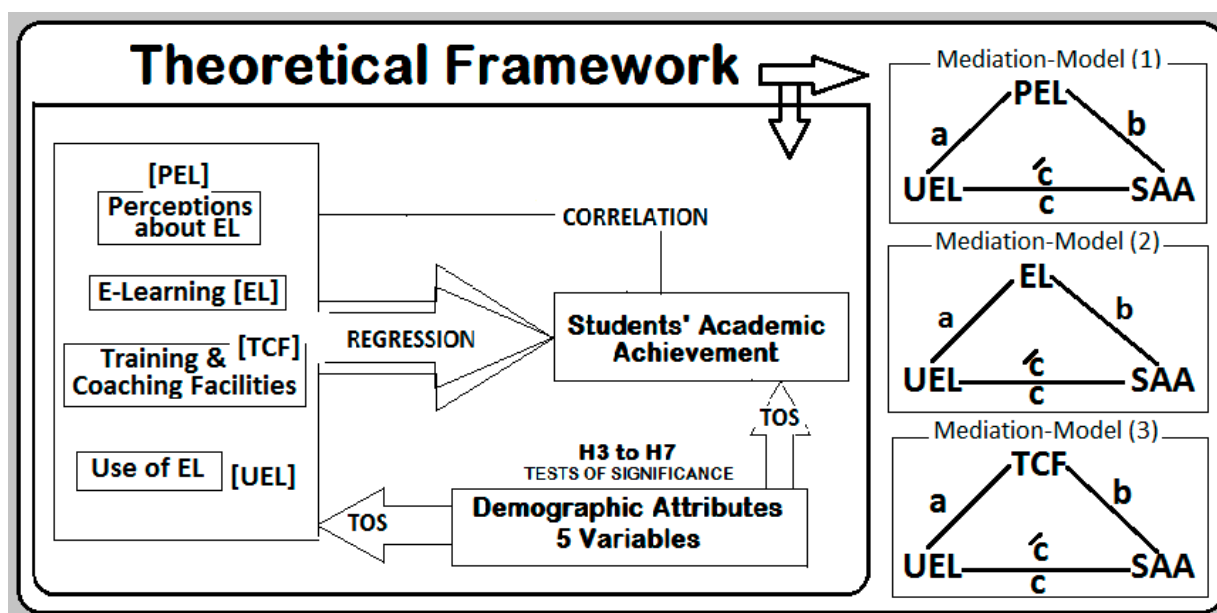 Theoretical Framework
[PEL]
Perceptions
about EL
E-Learning [EL]
[TCF]
Training &
Coaching Facilities
Use of EL
[UEL]
CORRELATION
REGRESSION
Students' Academic
Achievement
TOS
H3 to H7
TESTS OF SIGNIFICANCE
Demographic Attributes
5 Variables
TOS
Mediation-Model (1)
PEL
a
b
UEL
SAA
ć
c
Mediation-Model (2)
EL
a
b
UEL
SAA
ć
c
Mediation-Model (3)
TCF
a
b
UEL
SAA
ć
c